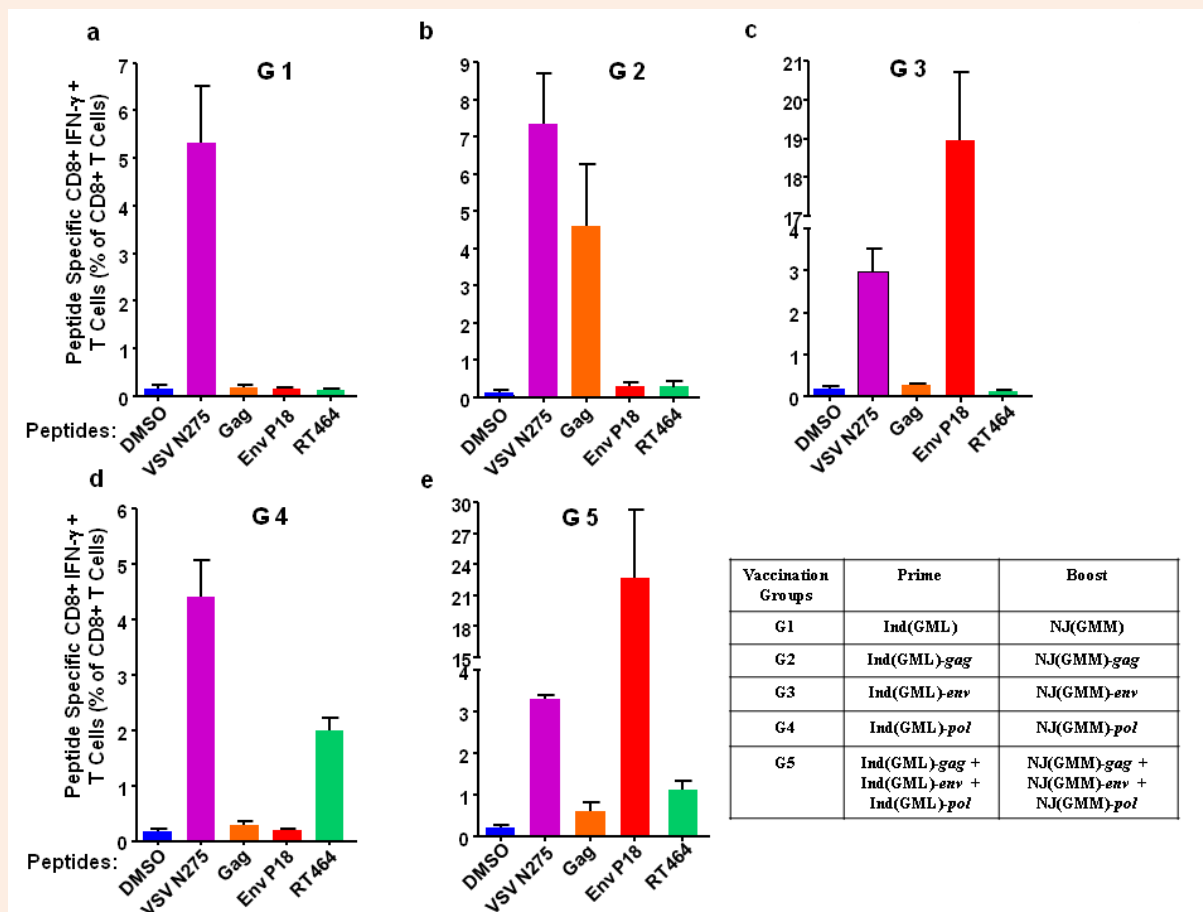 a
G 1
Peptide Specific CD8+ IFN-γ +
T Cells (% of CD8+ T Cells)
7
6
5
4
3
2
1
0
Peptides:
DMSO
VSV N275
Gag
Env P18
RT464
b
G 2
9
8
7
6
5
4
3
2
1
0
DMSO
VSV N275
Gag
Env P18
RT464
c
G 3
21
20
19
18
17
4
3
2
1
0
DMSO
VSV N275
Gag
Env P18
RT464
d
G 4
Peptide Specific CD8+ IFN-γ +
T Cells (% of CD8+ T Cells)
6
5
4
2
1
0
Peptides:
DMSO
VSV N275
Gag
Env P18
RT464
e
G 5
30
27
24
21
18
15
4
3
2
1
0
DMSO
VSV N275
Gag
Env P18
RT464
Vaccination Groups	Prime	Boost
G1	Ind(GML)	NJ(GMM)
G2	Ind(GML)-gag	NJ(GMM)-gag
G3	Ind(GML)-env	NJ(GMM)-env
G4	Ind(GML)-pol	NJ(GMM)-pol
G5	Ind(GML)-gag +	NJ(GMM)-gag +
Ind(GML)-env +	NJ(GMM)-env +
Ind(GML)-pol	NJ(GMM)-pol